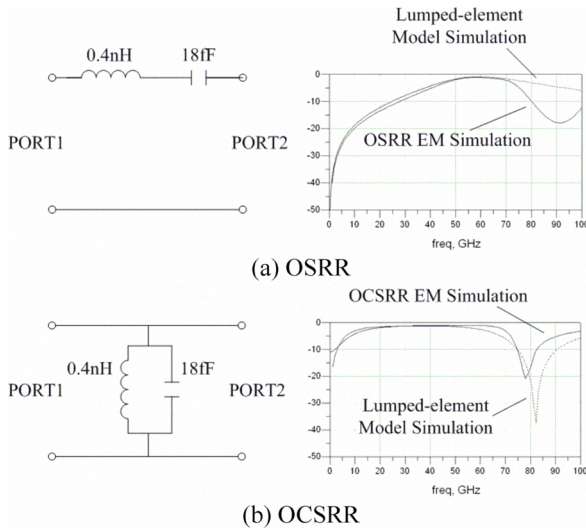 0.4nH
18fF
PORT1
PORT2
Lumped-element
Model Simulation
OSRR EM Simulation
0
-10
-20
-30
-40
-50
0 10 20 30 40 50 60 70 80 90 100
freq, GHz
(a) OSRR
0.4nH
18fF
PORT1
PORT2
OCSRR EM Simulation
Lumped-element
Model Simulation
0
-10
-20
-30
-40
-50
0 10 20 30 40 50 60 70 80 90 100
freq, GHz
(b) OCSRR